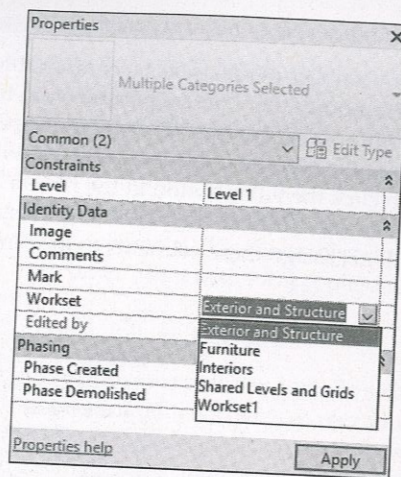 Properties
Multiple Categories Selected
Common (2) Edit Type
Constraints
Level Level 1
Identity Data
Image
Comments
Mark
Workset Exterior and Structure
Edited by Exterior and Structure
Furniture
Phasing Interiors
Phase Created Shared Levels and Grids
Phase Demolished Workset1
Properties help Apply